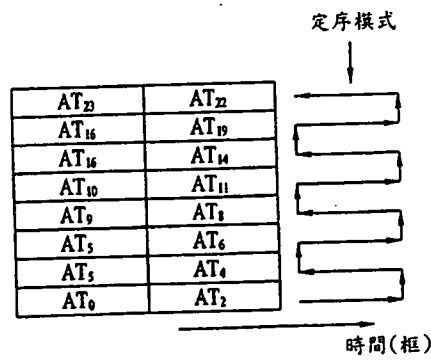 定序模式
AT₂₃ AT₂₂
AT₁₆ AT₁₉
AT₁₆ AT₁₄
AT₁₀ AT₁₁
AT₉ AT₈
AT₅ AT₆
AT₅ AT₄
AT₀ AT₂
時間(框)